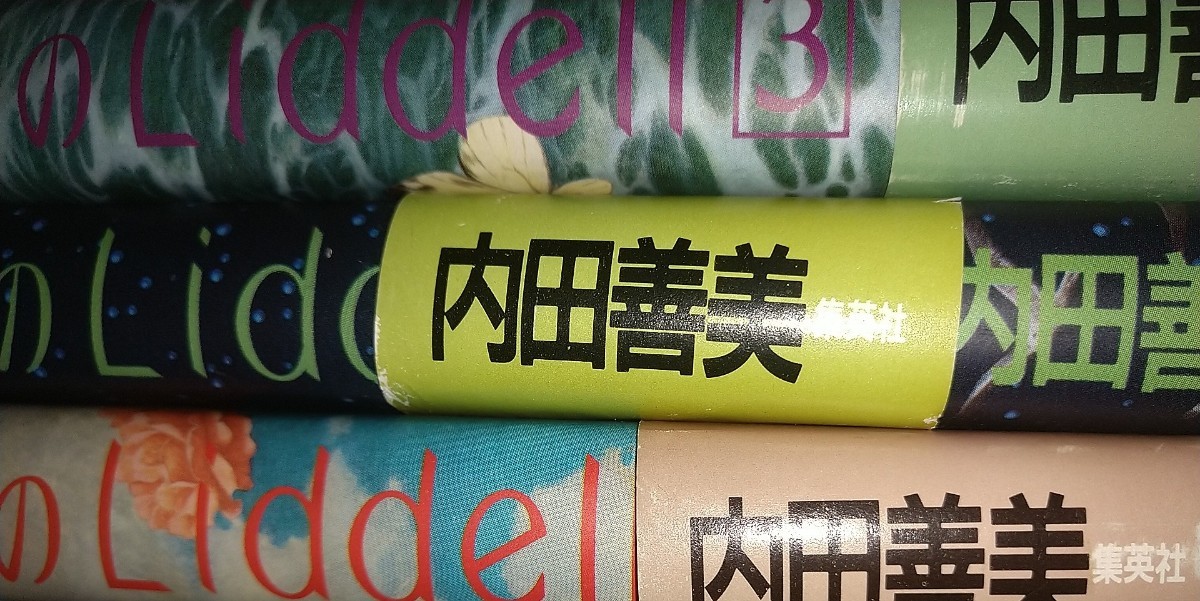 のLiddell 3 内田善
のLidd 内田善美 集英社 内田善
のLiddel 内田善美 集英社